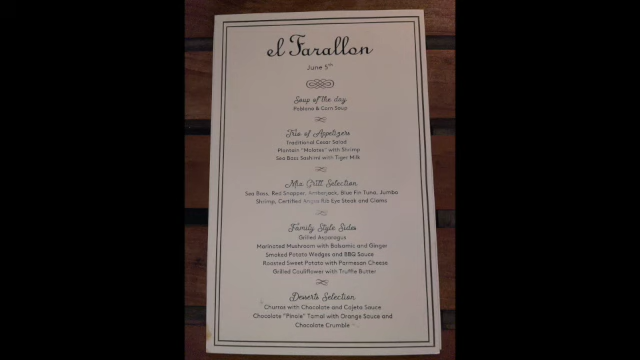 el Farallon
June 5th
Soup of the day
Poblano & Corn Soup
Trio of Appetizers
Traditional Cesar Salad
Plantain "Molotes" with Shrimp
Sea Bass Sashimi with Tiger Milk
Mix Grill Selection
Sea Bass, Red Snapper, Amberjack, Blue Fin Tuna, Jumbo
Shrimp, Certified Angus Rib Eye Steak and Clams
Family Style Sides
Grilled Asparagus
Marinated Mushroom with Balsamic and Ginger
Smoked Potato Wedges and BBQ Sauce
Roasted Sweet Potato with Parmesan Cheese
Grilled Cauliflower with Truffle Butter
Desserts Selection
Churros with Chocolate and Cajeta Sauce
Chocolate "Pinole" Tamal with Orange Sauce and
Chocolate Crumble